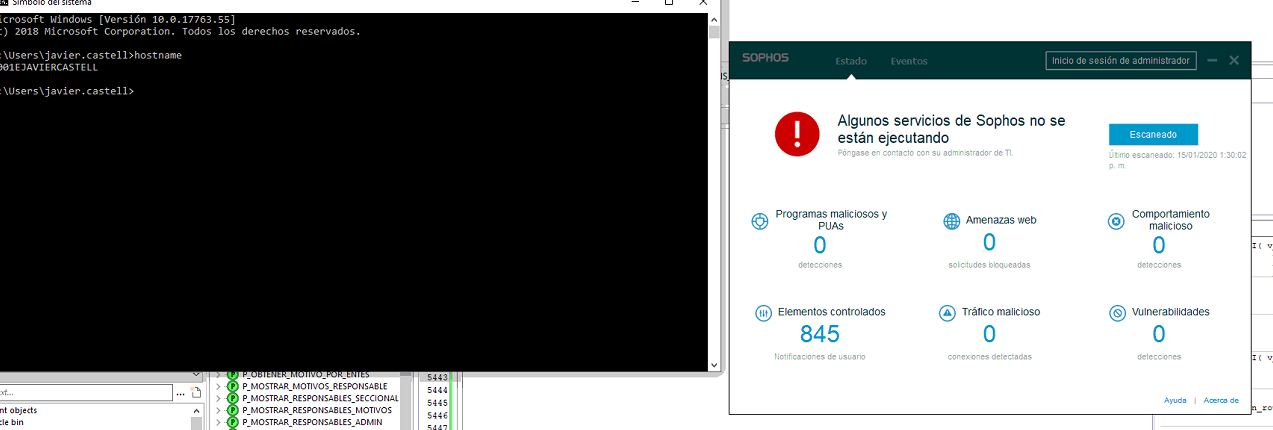 Símbolo del sistema
icrosoft Windows [Versión 10.0.17763.55]
c) 2018 Microsoft Corporation. Todos los derechos reservados.
:\Users\javier.castell>hostname
001EJAVIERCASTELL
:\Users\javier.castell>
SOPHOS
Estado
Eventos
Inicio de sesión de administrador
Algunos servicios de Sophos no se
están ejecutando
Póngase en contacto con su administrador de TI.
Escaneado
Último escaneado: 15/01/2020 1:30:02
p. m.
Programas maliciosos y
PUAs
0
detecciones
Amenazas web
0
solicitudes bloqueadas
Comportamiento
malicioso
0
detecciones
Elementos controlados
845
Notificaciones de usuario
Tráfico malicioso
0
conexiones detectadas
Vulnerabilidades
0
detecciones
Ayuda | Acerca de
P_OBTENER_MOTIVO_POR_ENTES
P_MOSTRAR_MOTIVOS_RESPONSABLE
P_MOSTRAR_RESPONSABLES_SECCIONAL
P_MOSTRAR_RESPONSABLES_MOTIVOS
P_MOSTRAR_RESPONSABLES_ADMIN
5443
5444
5445
5446
5447
ext...
nt objects
cle bin